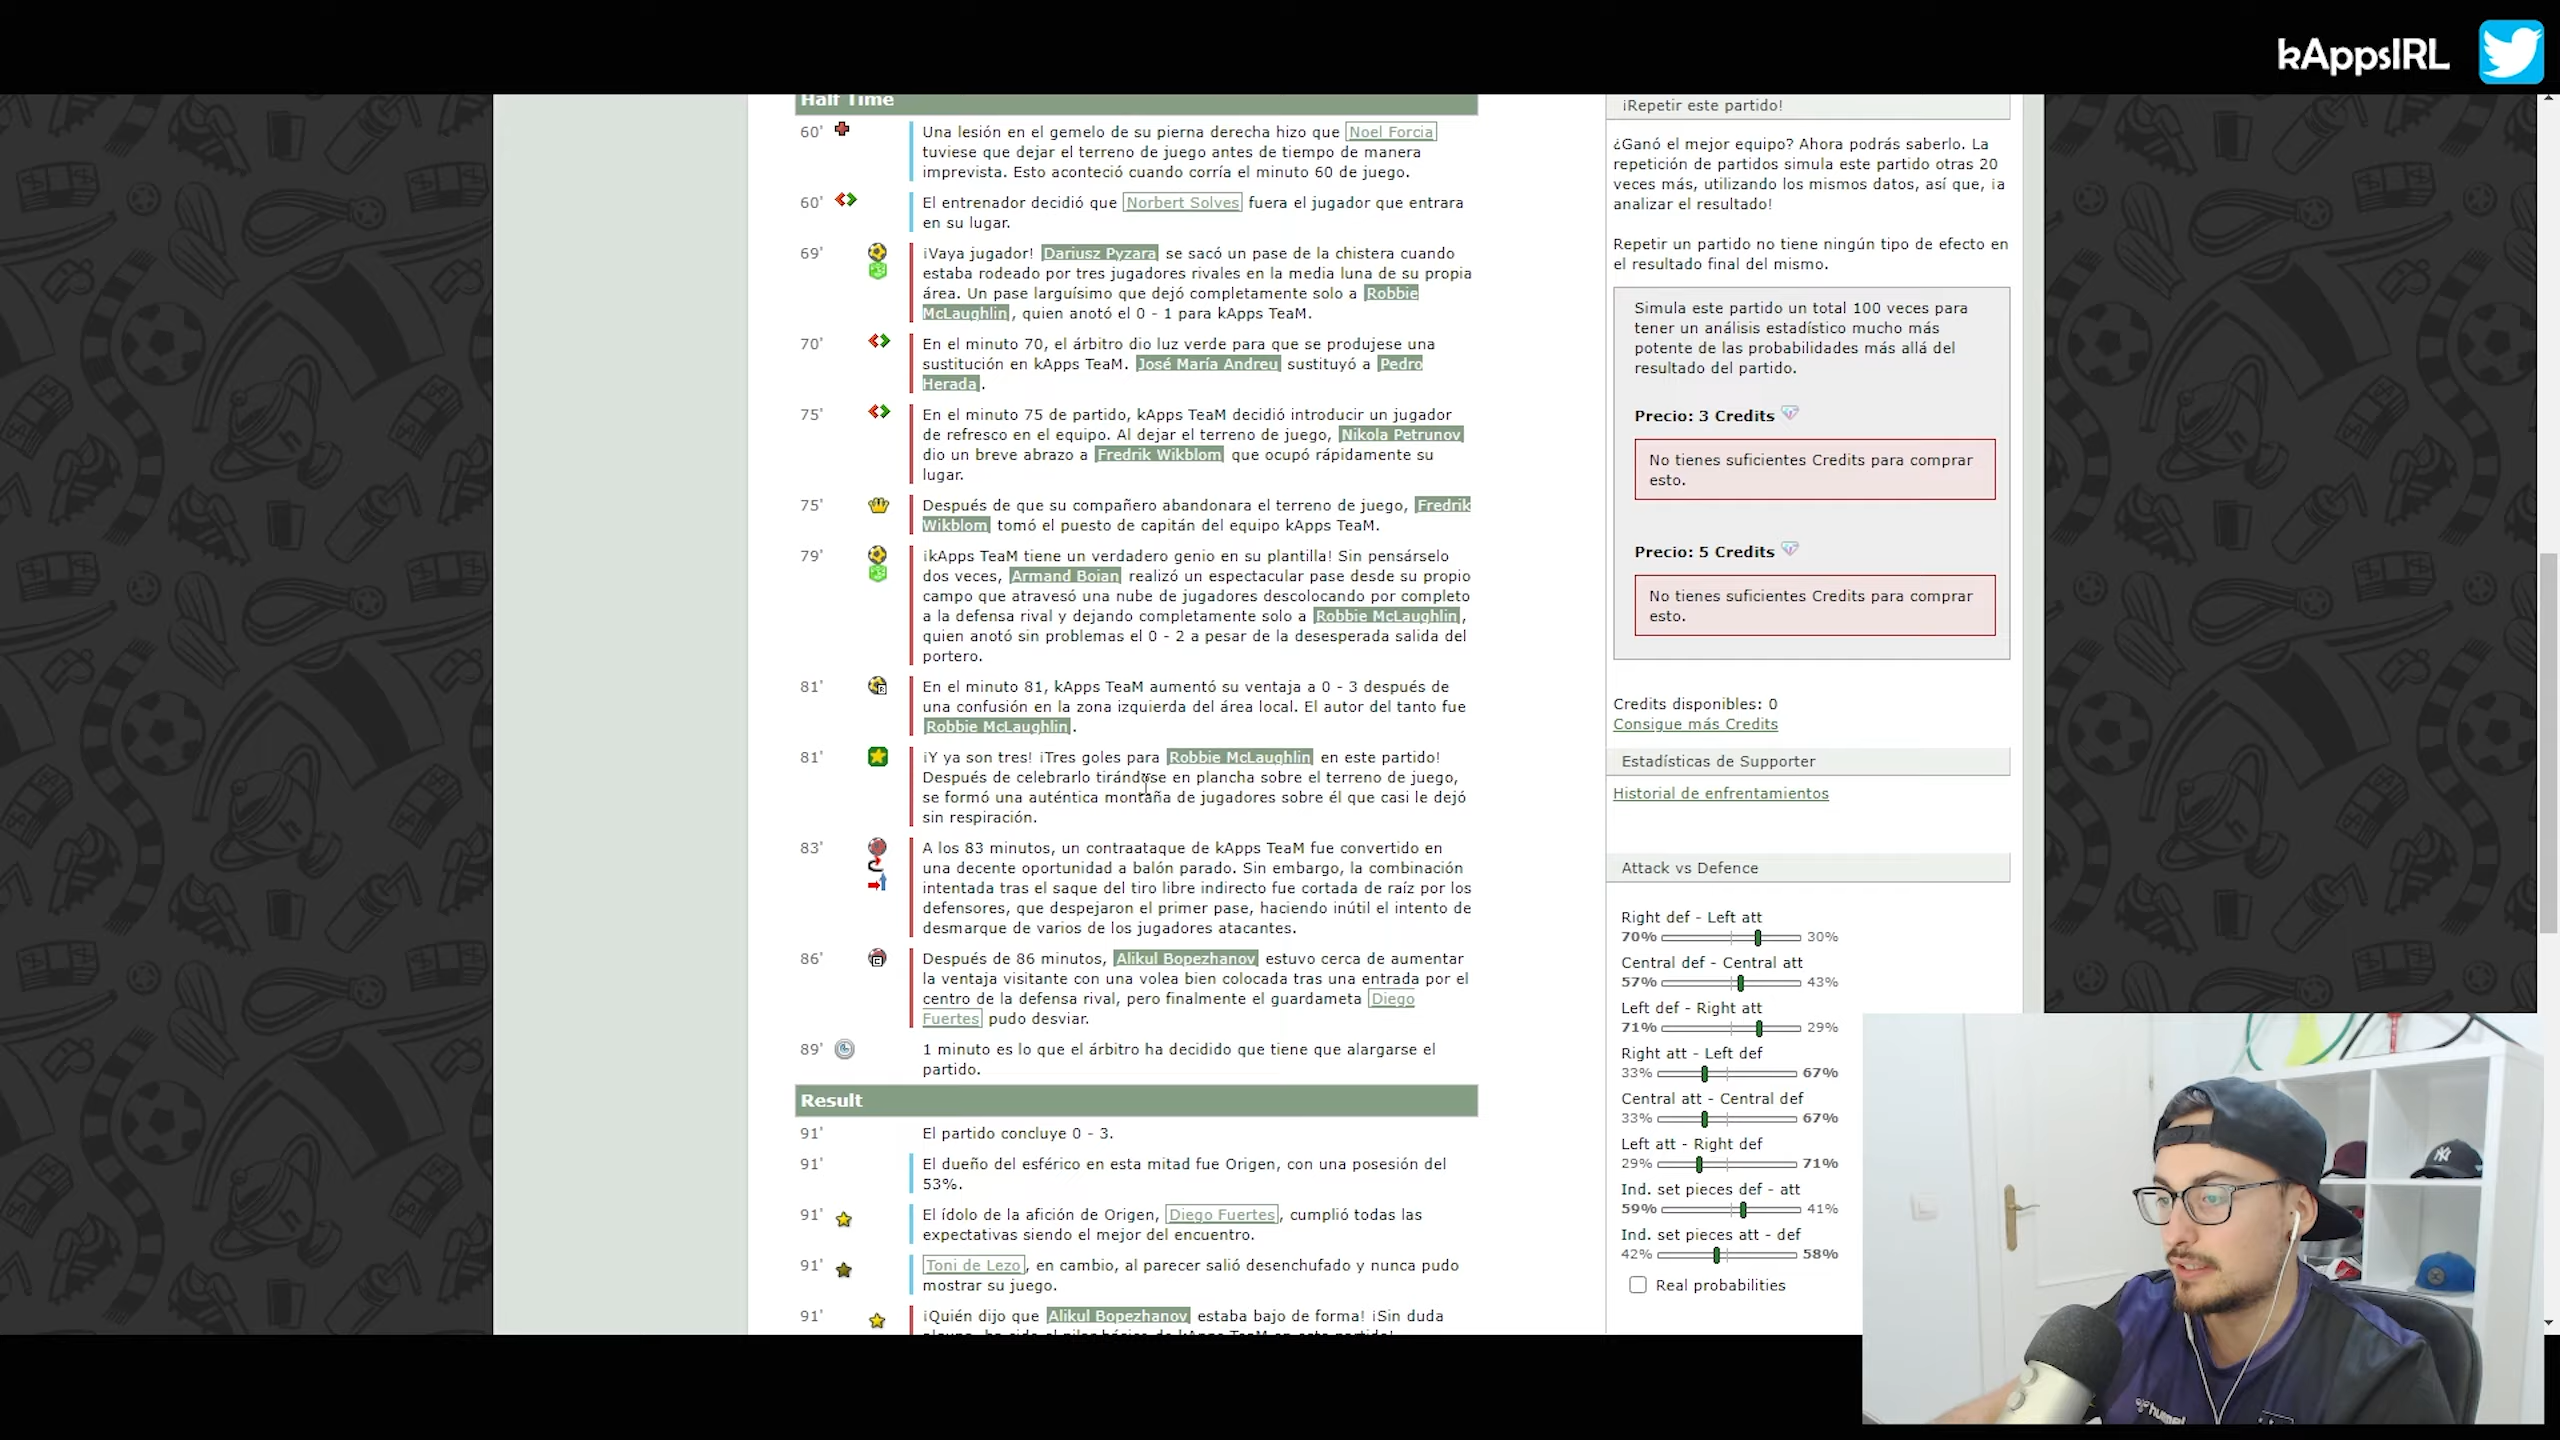 kAppsIRL
Half Time
60' Una lesión en el gemelo de su pierna derecha hizo que Noel Forcia
tuviese que dejar el terreno de juego antes de tiempo de manera
imprevista. Esto aconteció cuando corría el minuto 60 de juego.
60' El entrenador decidió que Norbert Solves fuera el jugador que entrara
en su lugar.
69' ¡Vaya jugador! Dariusz Pyzara se sacó un pase de la chistera cuando
estaba rodeado por tres jugadores rivales en la media luna de su propia
área. Un pase larguísimo que dejó completamente solo a Robbie
McLaughlin, quien anotó el 0 - 1 para kApps TeaM.
70' En el minuto 70, el árbitro dio luz verde para que se produjese una
sustitución en kApps TeaM. José María Andreu sustituyó a Pedro
Herada.
75' En el minuto 75 de partido, kApps TeaM decidió introducir un jugador
de refresco en el equipo. Al dejar el terreno de juego, Nikola Petrunov
dio un breve abrazo a Fredrik Wikblom que ocupó rápidamente su
lugar.
75' Después de que su compañero abandonara el terreno de juego, Fredrik
Wikblom tomó el puesto de capitán del equipo kApps TeaM.
79' ¡kApps TeaM tiene un verdadero genio en su plantilla! Sin pensárselo
dos veces, Armand Boian realizó un espectacular pase desde su propio
campo que atravesó una nube de jugadores descolocando por completo
a la defensa rival y dejando completamente solo a Robbie McLaughlin,
quien anotó sin problemas el 0 - 2 a pesar de la desesperada salida del
portero.
81' En el minuto 81, kApps TeaM aumentó su ventaja a 0 - 3 después de
una confusión en la zona izquierda del área local. El autor del tanto fue
Robbie McLaughlin.
81' ¡Y ya son tres! ¡Tres goles para Robbie McLaughlin en este partido!
Después de celebrarlo tirándose en plancha sobre el terreno de juego,
se formó una auténtica montaña de jugadores sobre él que casi le dejó
sin respiración.
83' A los 83 minutos, un contraataque de kApps TeaM fue convertido en
una decente oportunidad a balón parado. Sin embargo, la combinación
intentada tras el saque del tiro libre indirecto fue cortada de raíz por los
defensores, que despejaron el primer pase, haciendo inútil el intento de
desmarque de varios de los jugadores atacantes.
86' Después de 86 minutos, Alikul Bopezhanov estuvo cerca de aumentar
la ventaja visitante con una volea bien colocada tras una entrada por el
centro de la defensa rival, pero finalmente el guardameta Diego
Fuertes pudo desviar.
89' 1 minuto es lo que el árbitro ha decidido que tiene que alargarse el
partido.
Result
91' El partido concluye 0 - 3.
91' El dueño del esférico en esta mitad fue Origen, con una posesión del
53%.
91' El ídolo de la afición de Origen, Diego Fuertes, cumplió todas las
expectativas siendo el mejor del encuentro.
91' Toni de Lezo, en cambio, al parecer salió desenchufado y nunca pudo
mostrar su juego.
91' ¡Quién dijo que Alikul Bopezhanov estaba bajo de forma! ¡Sin duda
¡Repetir este partido!
¿Ganó el mejor equipo? Ahora podrás saberlo. La
repetición de partidos simula este partido otras 20
veces más, utilizando los mismos datos, así que, ¡a
analizar el resultado!
Repetir un partido no tiene ningún tipo de efecto en
el resultado final del mismo.
Simula este partido un total 100 veces para
tener un análisis estadístico mucho más
potente de las probabilidades más allá del
resultado del partido.
Precio: 3 Credits
No tienes suficientes Credits para comprar
esto.
Precio: 5 Credits
No tienes suficientes Credits para comprar
esto.
Credits disponibles: 0
Consigue más Credits
Estadísticas de Supporter
Historial de enfrentamientos
Attack vs Defence
Right def - Left att
70% 30%
Central def - Central att
57% 43%
Left def - Right att
71% 29%
Right att - Left def
33% 67%
Central att - Central def
33% 67%
Left att - Right def
29% 71%
Ind. set pieces def - att
59% 41%
Ind. set pieces att - def
42% 58%
Real probabilities